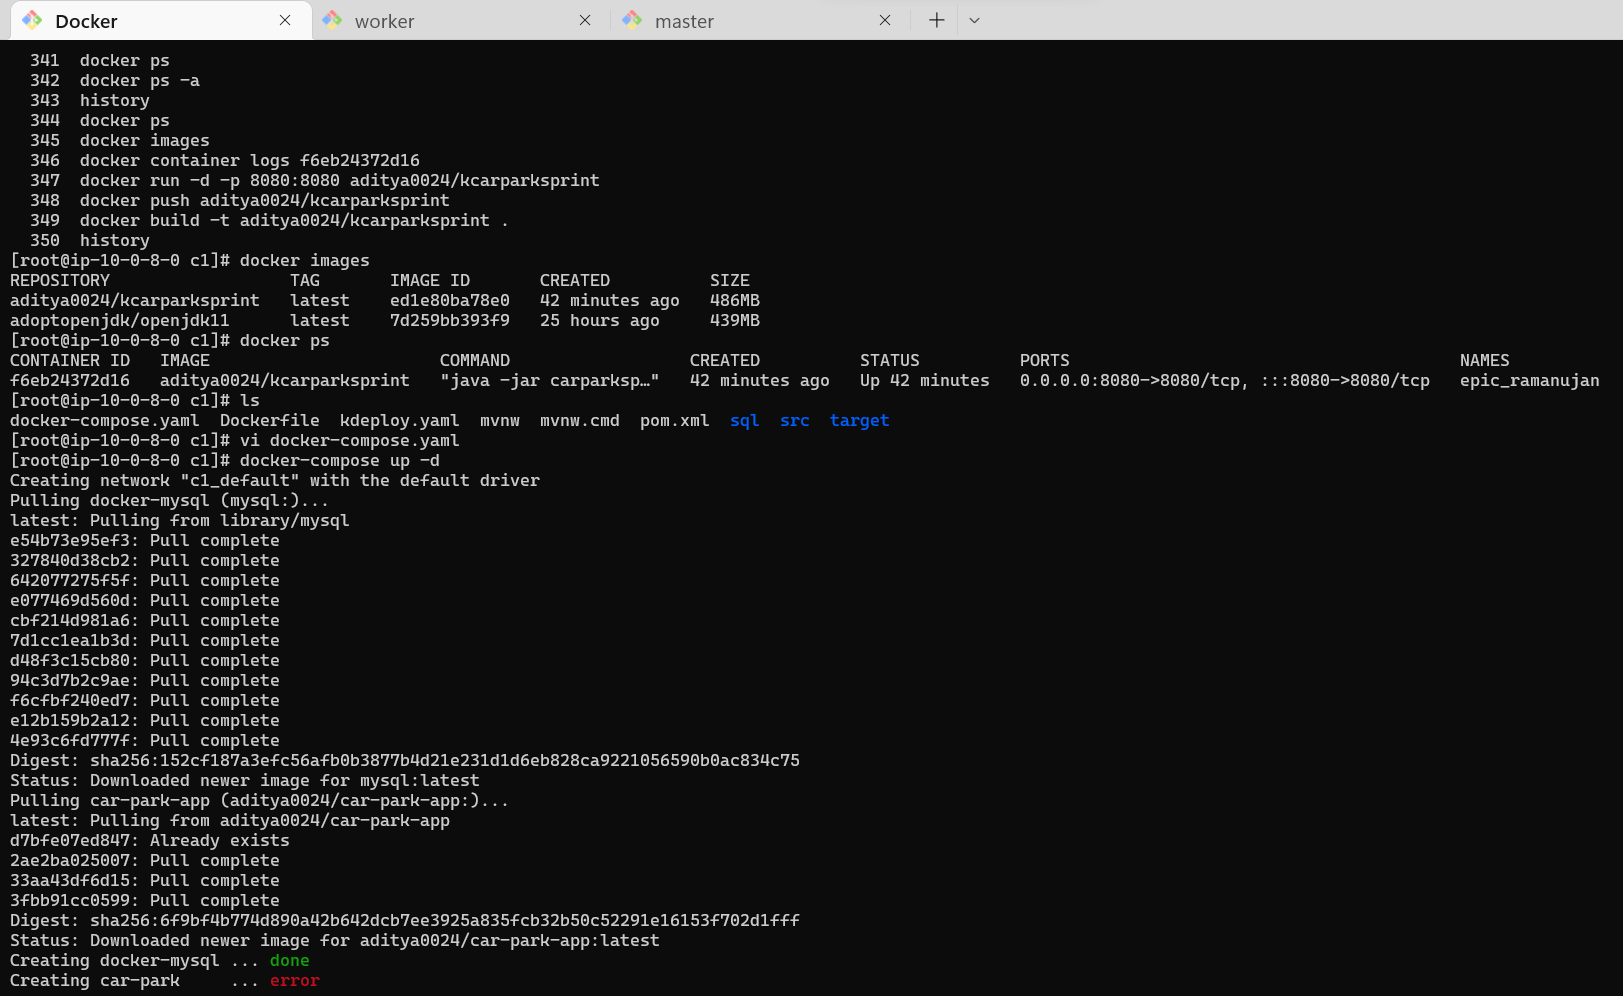 Docker worker master
341 docker ps
342 docker ps -a
343 history
344 docker ps
345 docker images
346 docker container logs f6eb24372d16
347 docker run -d -p 8080:8080 aditya0024/kcarparksprint
348 docker push aditya0024/kcarparksprint
349 docker build -t aditya0024/kcarparksprint .
350 history
[root@ip-10-0-8-0 c1]# docker images
REPOSITORY TAG IMAGE ID CREATED SIZE
aditya0024/kcarparksprint latest ed1e80ba78e0 42 minutes ago 486MB
adoptopenjdk/openjdk11 latest 7d259bb393f9 25 hours ago 439MB
[root@ip-10-0-8-0 c1]# docker ps
CONTAINER ID IMAGE COMMAND CREATED STATUS PORTS NAMES
f6eb24372d16 aditya0024/kcarparksprint "java -jar carparksp…" 42 minutes ago Up 42 minutes 0.0.0.0:8080->8080/tcp, :::8080->8080/tcp epic_ramanujan
[root@ip-10-0-8-0 c1]# ls
docker-compose.yaml Dockerfile kdeploy.yaml mvnw mvnw.cmd pom.xml sql src target
[root@ip-10-0-8-0 c1]# vi docker-compose.yaml
[root@ip-10-0-8-0 c1]# docker-compose up -d
Creating network "c1_default" with the default driver
Pulling docker-mysql (mysql:)...
latest: Pulling from library/mysql
e54b73e95ef3: Pull complete
327840d38cb2: Pull complete
642077275f5f: Pull complete
e077469d560d: Pull complete
cbf214d981a6: Pull complete
7d1cc1ea1b3d: Pull complete
d48f3c15cb80: Pull complete
94c3d7b2c9ae: Pull complete
f6cfbf240ed7: Pull complete
e12b159b2a12: Pull complete
4e93c6fd777f: Pull complete
Digest: sha256:152cf187a3efc56afb0b3877b4d21e231d1d6eb828ca9221056590b0ac834c75
Status: Downloaded newer image for mysql:latest
Pulling car-park-app (aditya0024/car-park-app:)...
latest: Pulling from aditya0024/car-park-app
d7bfe07ed847: Already exists
2ae2ba025007: Pull complete
33aa43df6d15: Pull complete
3fbb91cc0599: Pull complete
Digest: sha256:6f9bf4b774d890a42b642dcb7ee3925a835fcb32b50c52291e16153f702d1fff
Status: Downloaded newer image for aditya0024/car-park-app:latest
Creating docker-mysql ... done
Creating car-park ... error